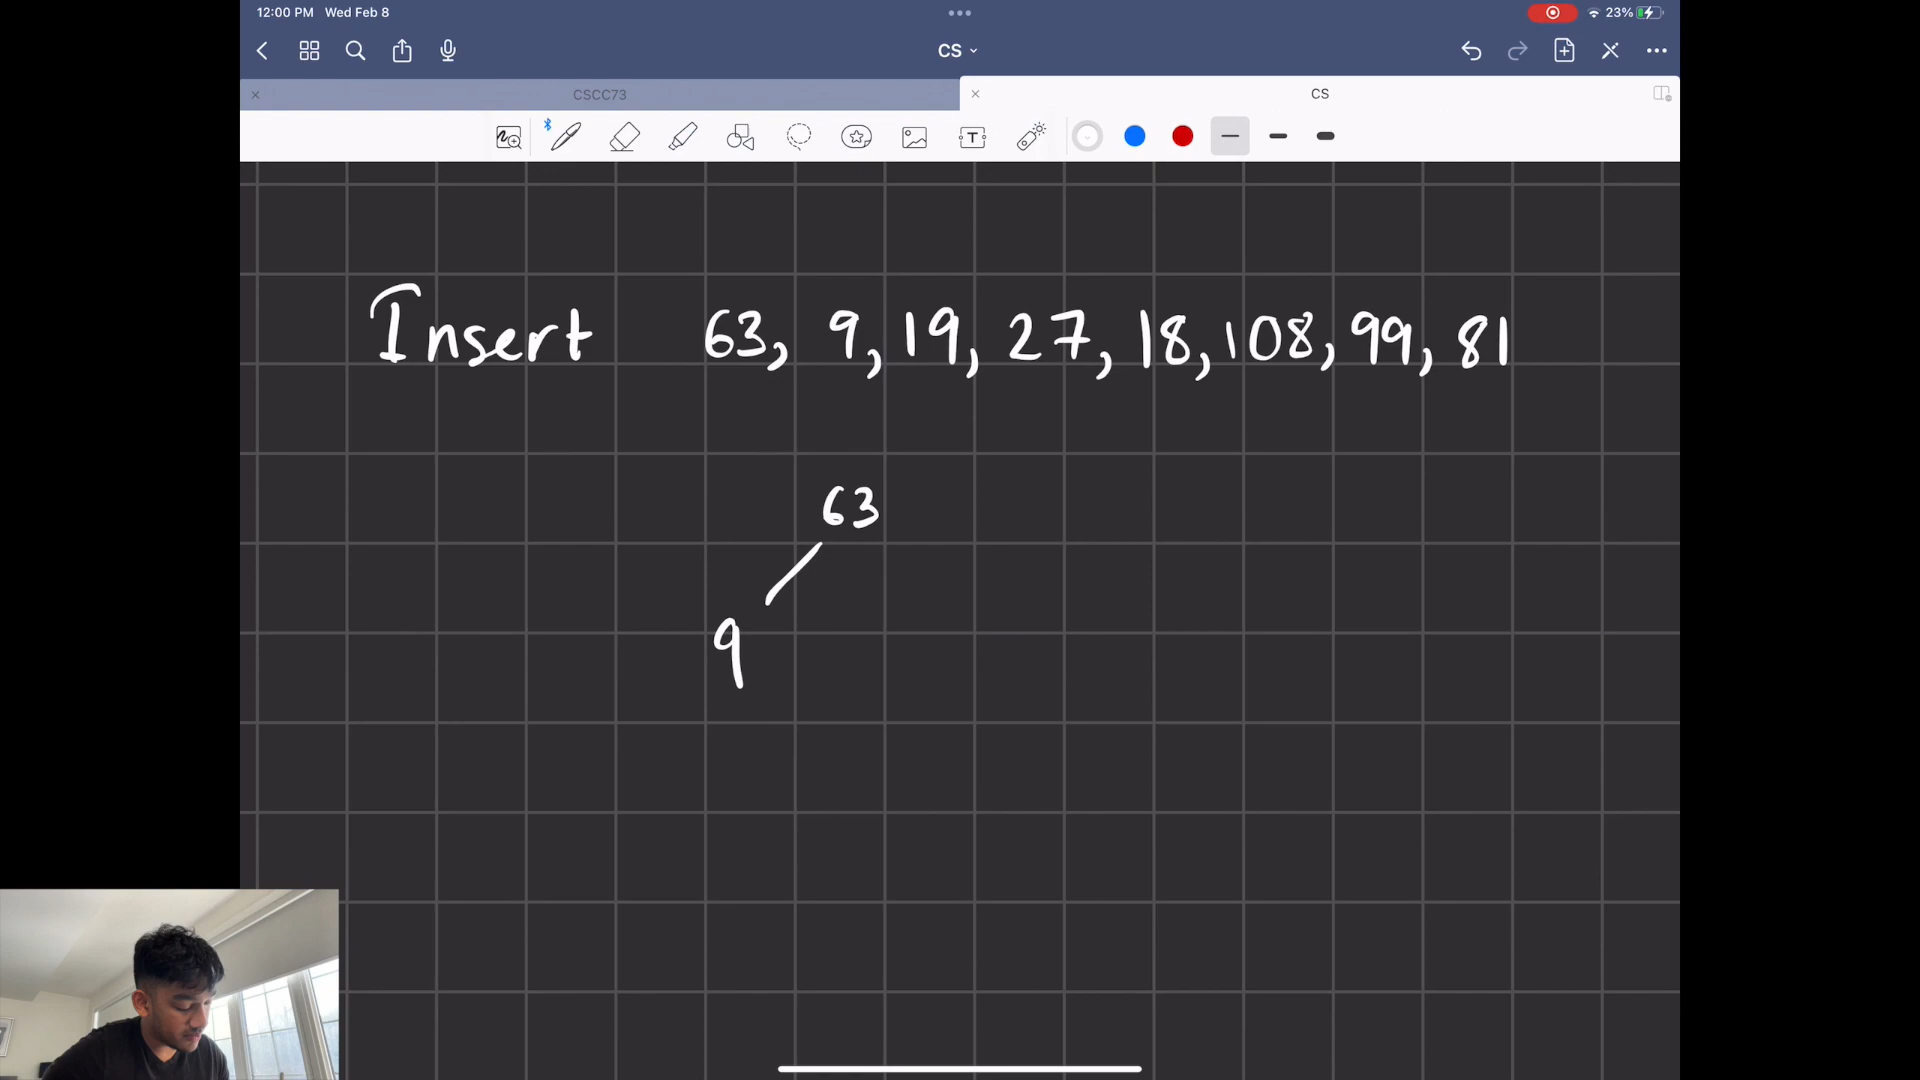 12:00 PM Wed Feb 8
23%
CS
CSCC73
CS
T
Insert 63, 9, 19, 27, 18, 108, 99, 81
63
9